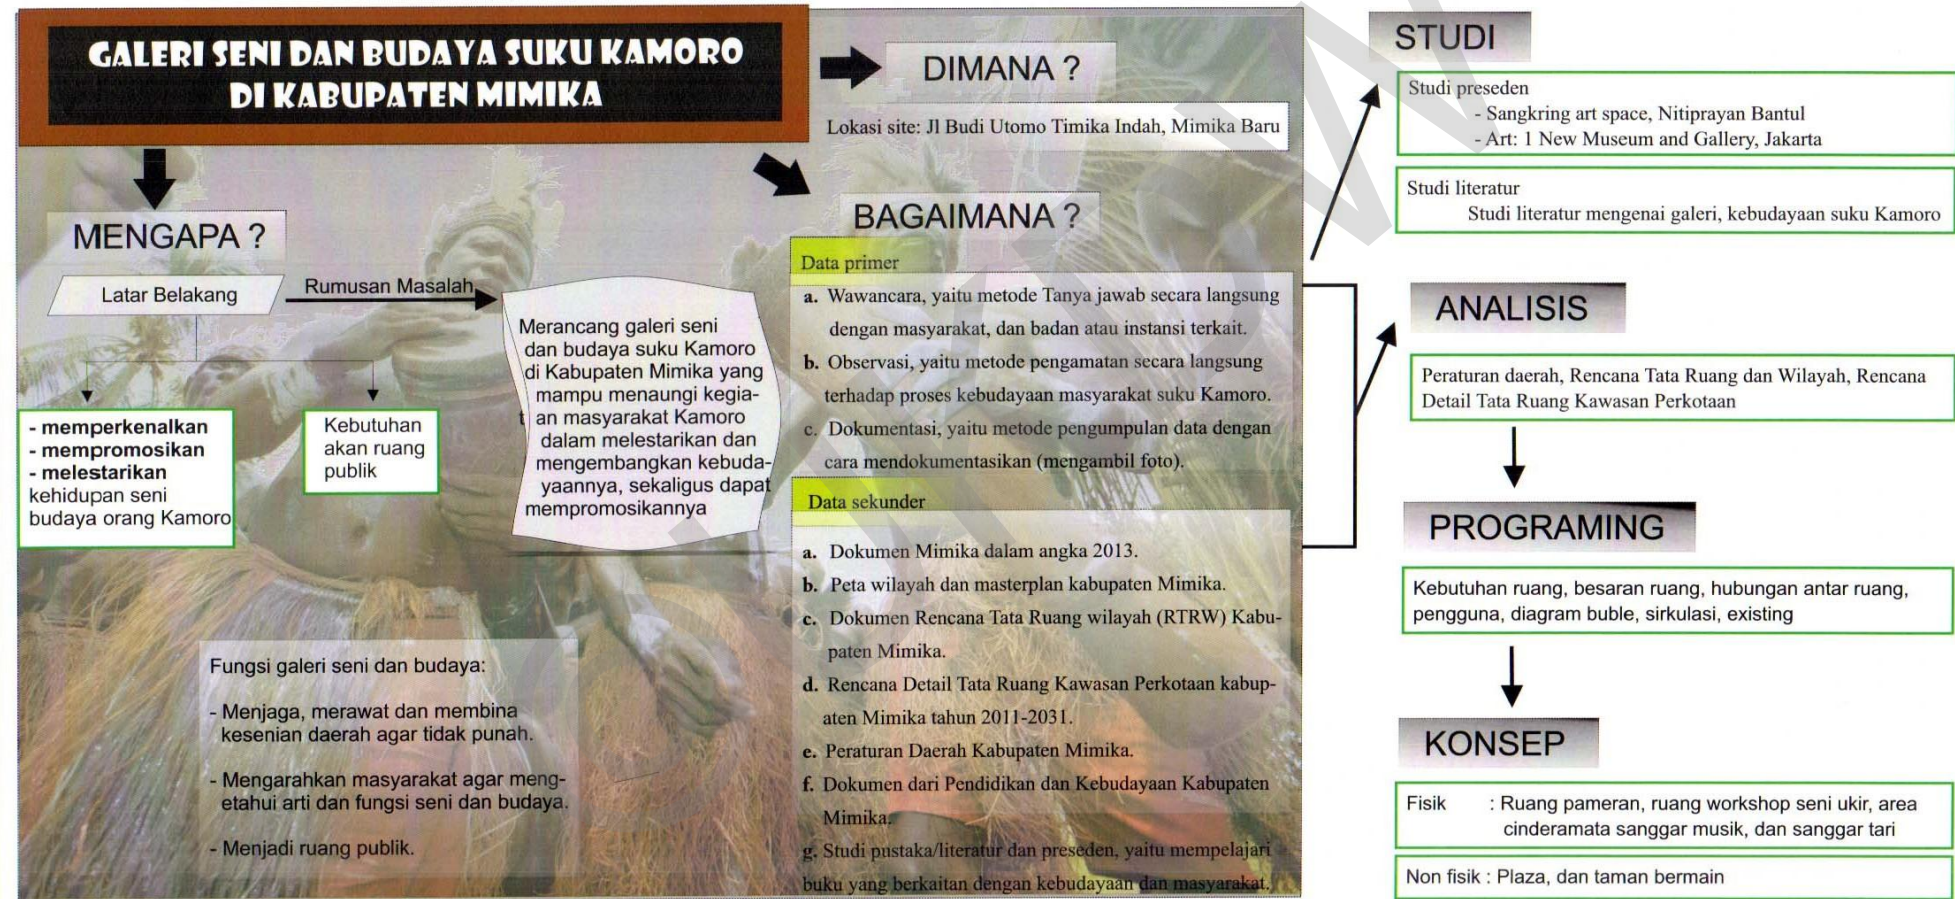 GALERI SENI DAN BUDAYA SUKU KAMORO
DI KABUPATEN MIMIKA
MENGAPA ?
Latar Belakang
Rumusan Masalah
- memperkenalkan
- mempromosikan
- melestarikan
kehidupan seni
budaya orang Kamoro
Kebutuhan
akan ruang
publik
Merancang galeri seni
dan budaya suku Kamoro
di Kabupaten Mimika yang
mampu menaungi kegia-
t an masyarakat Kamoro
dalam melestarikan dan
mengembangkan kebuda-
yaannya, sekaligus dapat
mempromosikannya
Fungsi galeri seni dan budaya:
- Menjaga, merawat dan membina
kesenian daerah agar tidak punah.
- Mengarahkan masyarakat agar meng-
etahui arti dan fungsi seni dan budaya.
- Menjadi ruang publik.
DIMANA ?
Lokasi site: Jl Budi Utomo Timika Indah, Mimika Baru
BAGAIMANA ?
Data primer
a. Wawancara, yaitu metode Tanya jawab secara langsung
dengan masyarakat, dan badan atau instansi terkait.
b. Observasi, yaitu metode pengamatan secara langsung
terhadap proses kebudayaan masyarakat suku Kamoro.
c. Dokumentasi, yaitu metode pengumpulan data dengan
cara mendokumentasikan (mengambil foto).
Data sekunder
a. Dokumen Mimika dalam angka 2013.
b. Peta wilayah dan masterplan kabupaten Mimika.
c. Dokumen Rencana Tata Ruang wilayah (RTRW) Kabu-
paten Mimika.
d. Rencana Detail Tata Ruang Kawasan Perkotaan kabup-
aten Mimika tahun 2011-2031.
e. Peraturan Daerah Kabupaten Mimika.
f. Dokumen dari Pendidikan dan Kebudayaan Kabupaten
Mimika.
g. Studi pustaka/literatur dan preseden, yaitu mempelajari
buku yang berkaitan dengan kebudayaan dan masyarakat.
STUDI
Studi preseden
- Sangkring art space, Nitiprayan Bantul
- Art: 1 New Museum and Gallery, Jakarta
Studi literatur
Studi literatur mengenai galeri, kebudayaan suku Kamoro
ANALISIS
Peraturan daerah, Rencana Tata Ruang dan Wilayah, Rencana
Detail Tata Ruang Kawasan Perkotaan
PROGRAMING
Kebutuhan ruang, besaran ruang, hubungan antar ruang,
pengguna, diagram buble, sirkulasi, existing
KONSEP
Fisik : Ruang pameran, ruang workshop seni ukir, area
cinderamata sanggar musik, dan sanggar tari
Non fisik : Plaza, dan taman bermain